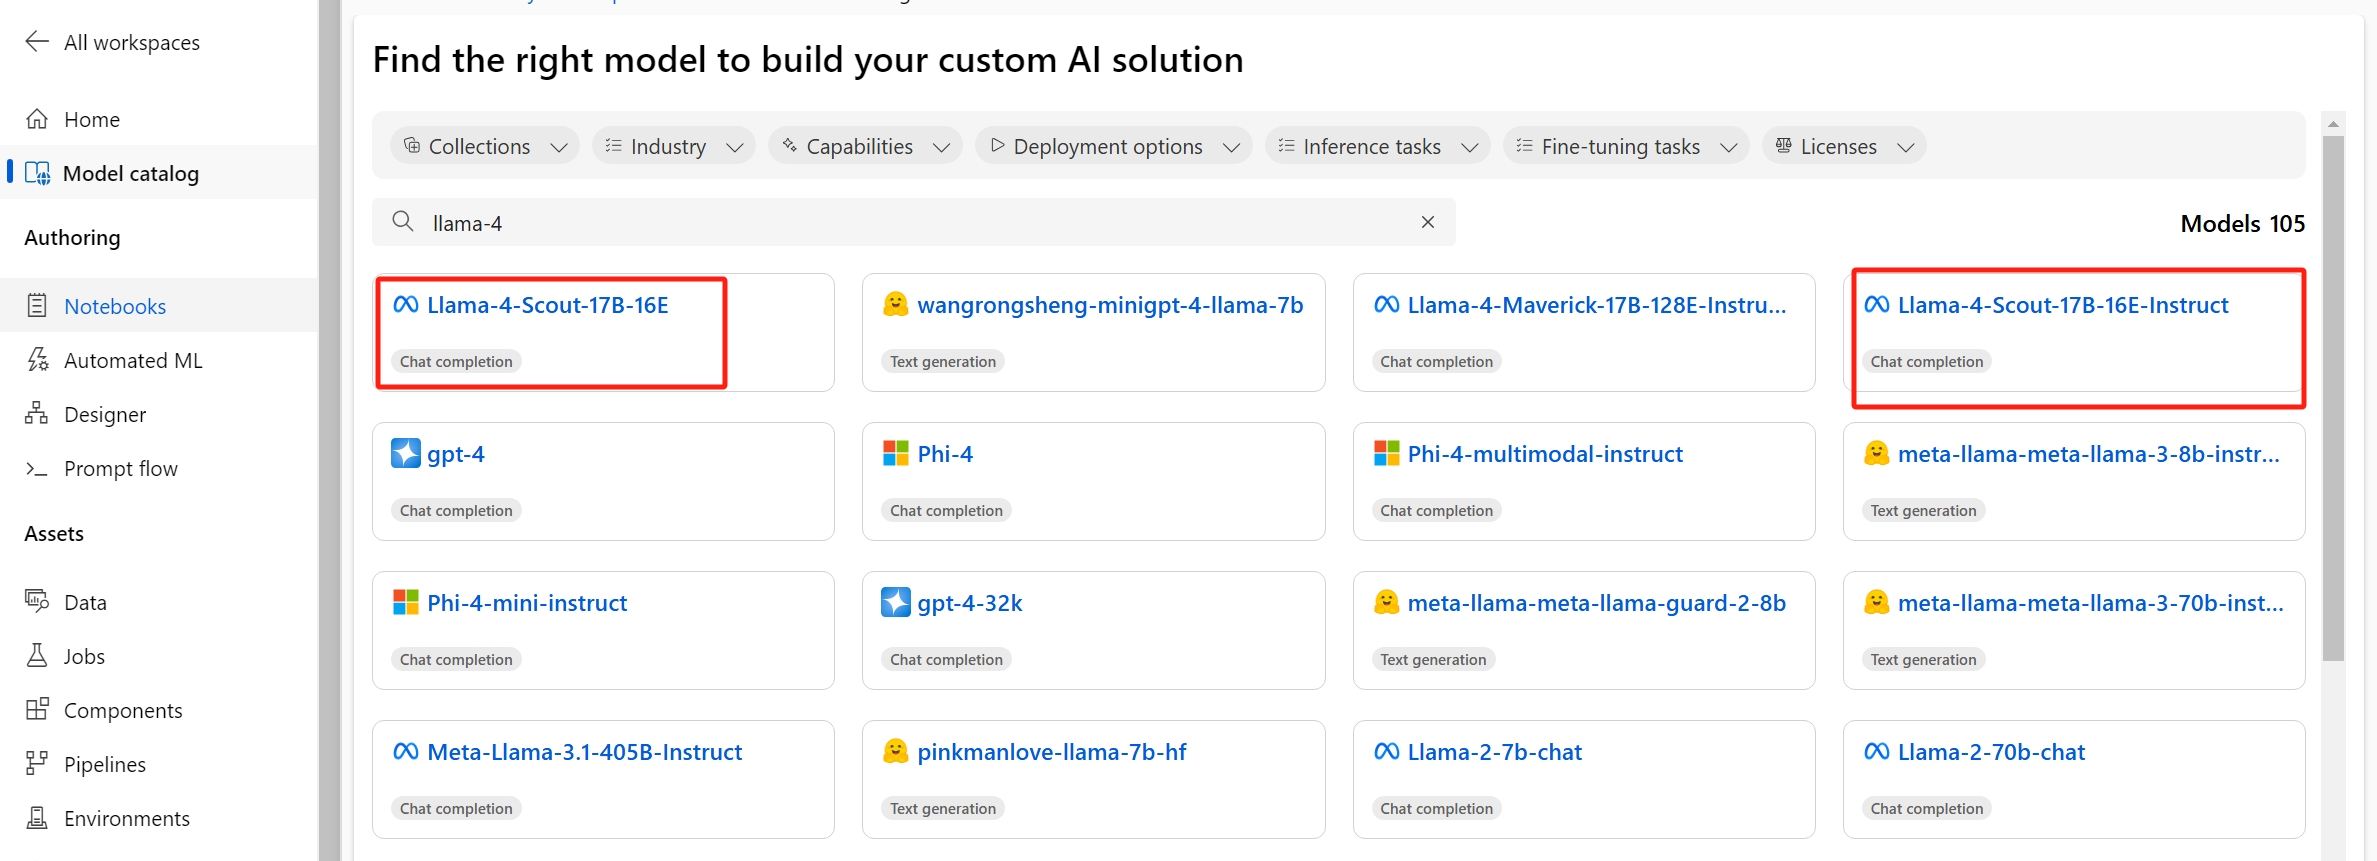 All workspaces
Home
Model catalog
Authoring
Notebooks
Automated ML
Designer
Prompt flow
Assets
Data
Jobs
Components
Pipelines
Environments
Find the right model to build your custom AI solution
Collections Industry Capabilities Deployment options Inference tasks Fine-tuning tasks Licenses
llama-4
Models 105
Llama-4-Scout-17B-16E
Chat completion
wangrongsheng-minigpt-4-llama-7b
Text generation
Llama-4-Maverick-17B-128E-Instru...
Chat completion
Llama-4-Scout-17B-16E-Instruct
Chat completion
gpt-4
Chat completion
Phi-4
Chat completion
Phi-4-multimodal-instruct
Chat completion
meta-llama-meta-llama-3-8b-instr...
Text generation
Phi-4-mini-instruct
Chat completion
gpt-4-32k
Chat completion
meta-llama-meta-llama-guard-2-8b
Text generation
meta-llama-meta-llama-3-70b-inst...
Text generation
Meta-Llama-3.1-405B-Instruct
Chat completion
pinkmanlove-llama-7b-hf
Text generation
Llama-2-7b-chat
Chat completion
Llama-2-70b-chat
Chat completion